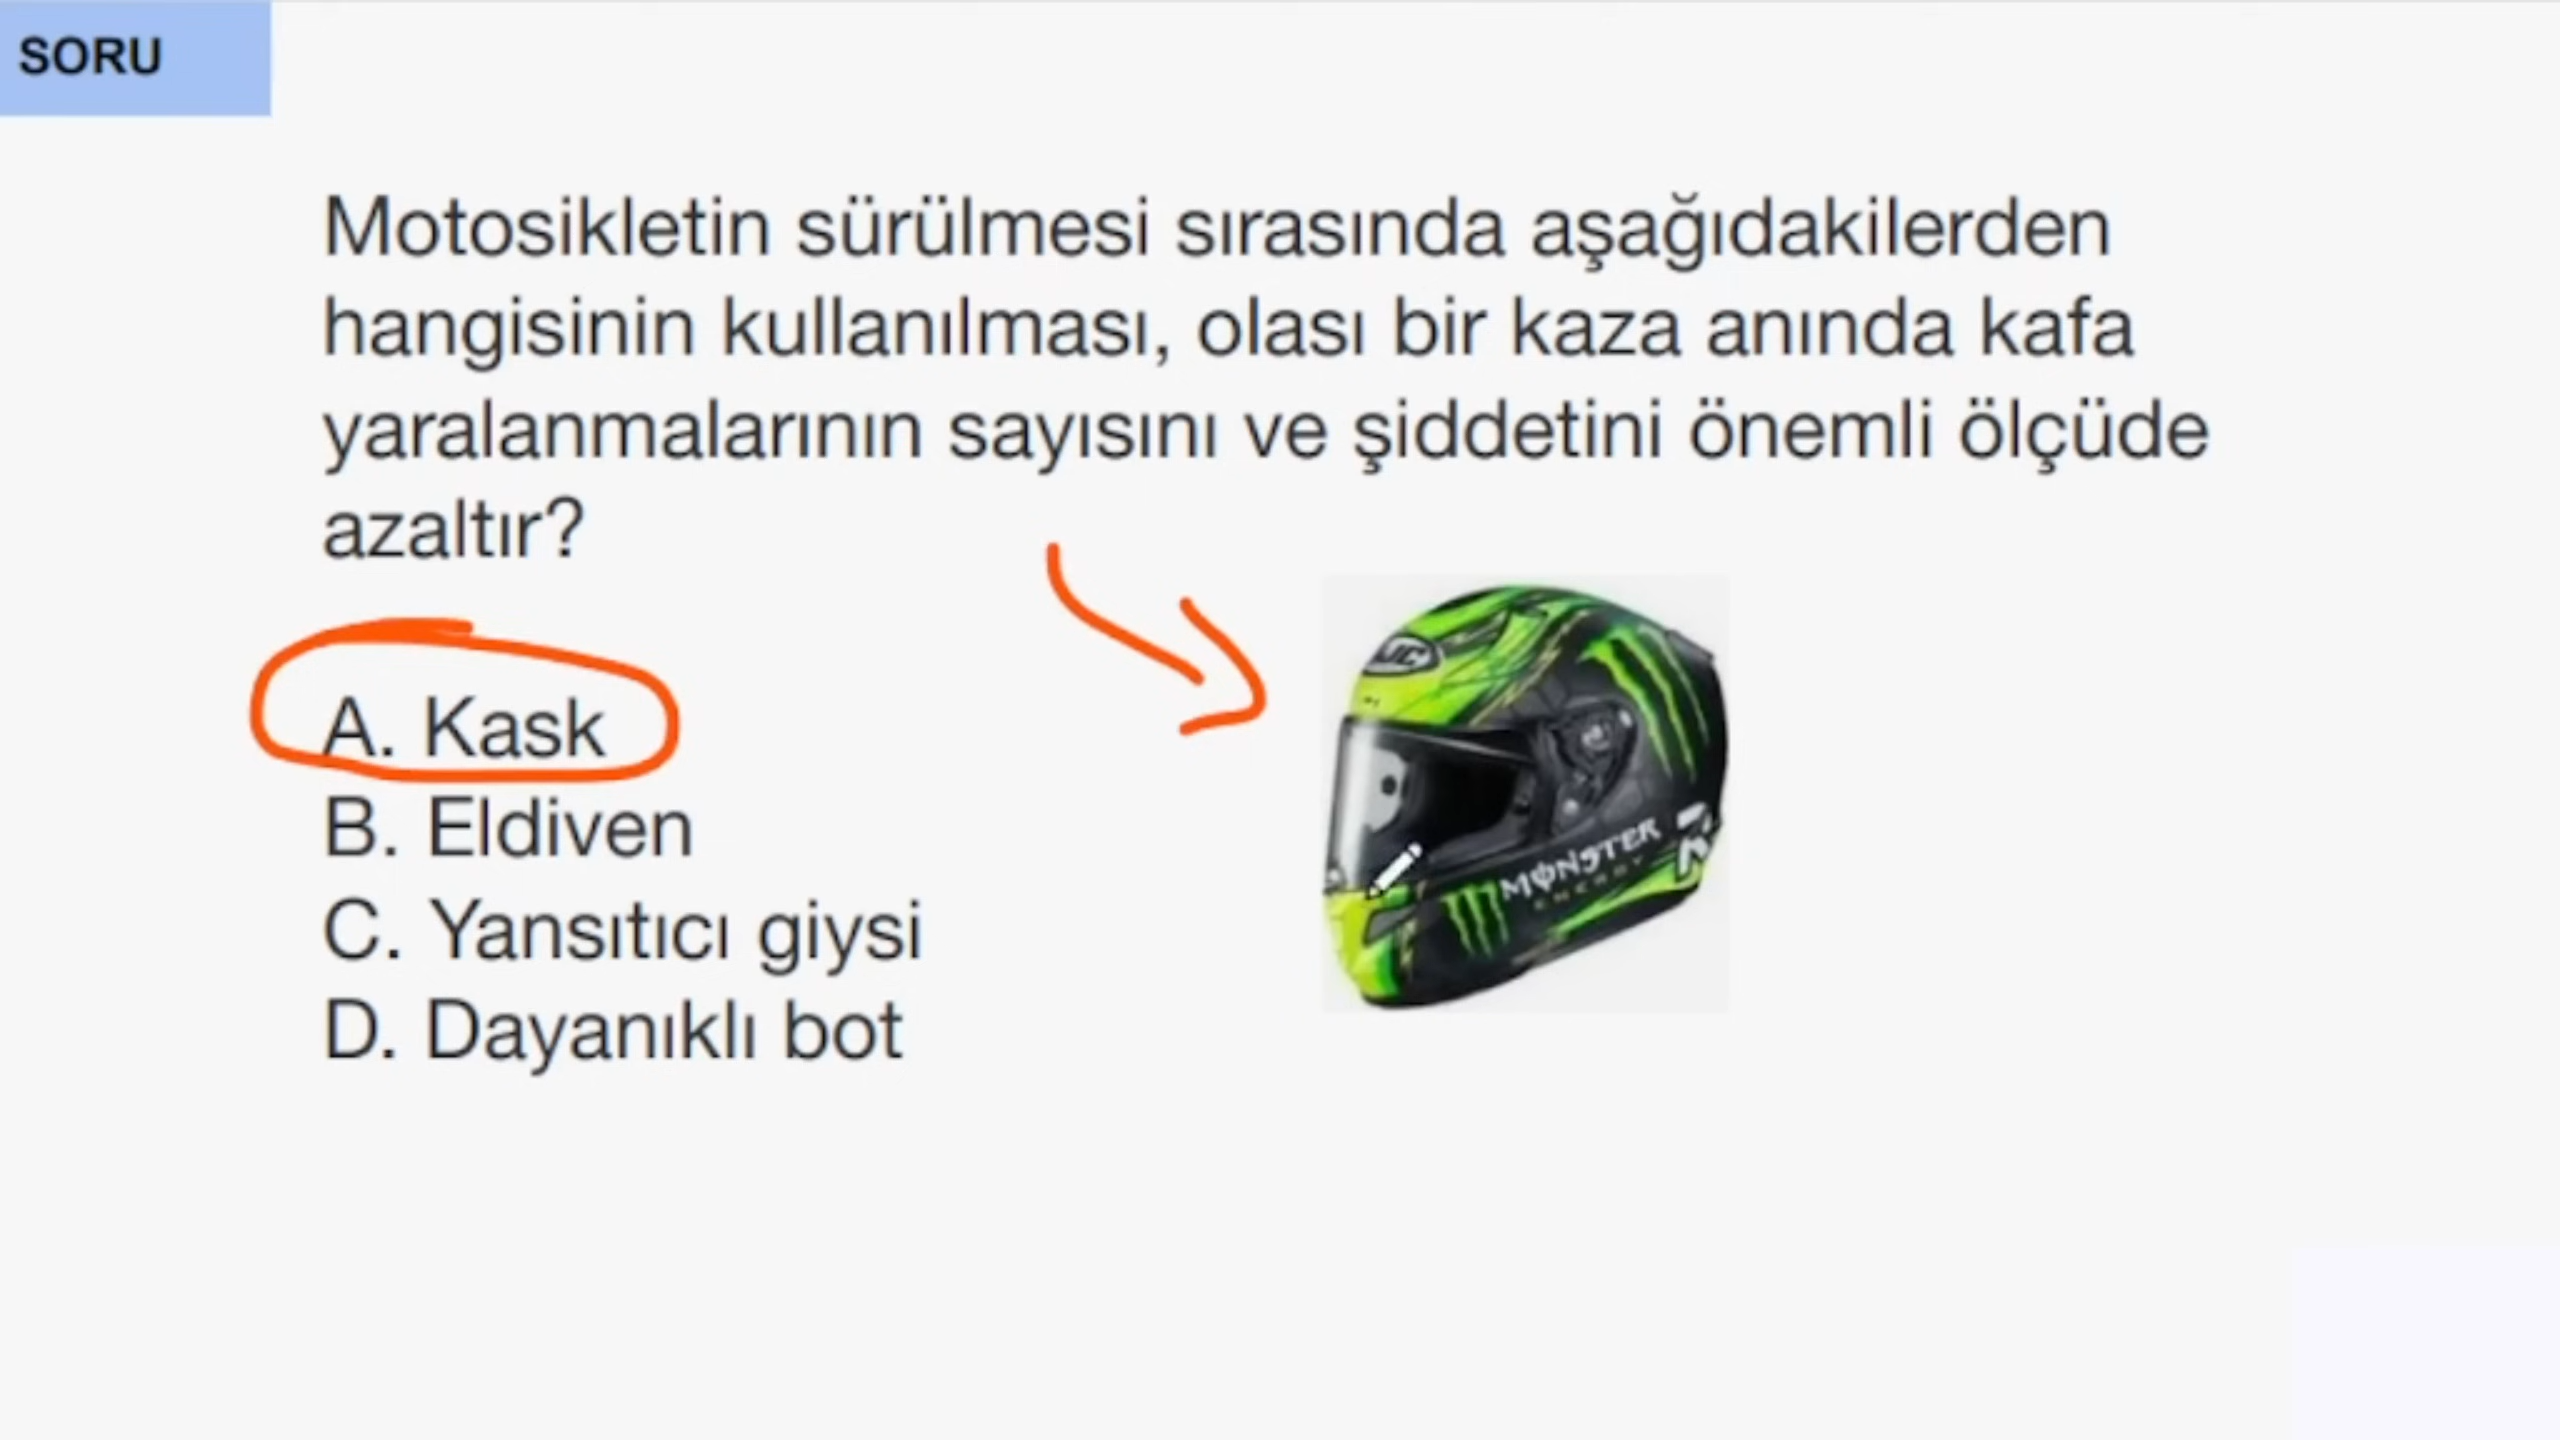 SORU
Motosikletin sürülmesi sırasında aşağıdakilerden
hangisinin kullanılması, olası bir kaza anında kafa
yaralanmalarının sayısını ve şiddetini önemli ölçüde
azaltır?
A. Kask
B. Eldiven
C. Yansıtıcı giysi
D. Dayanıklı bot
HJC
MONSTER
ENERGY